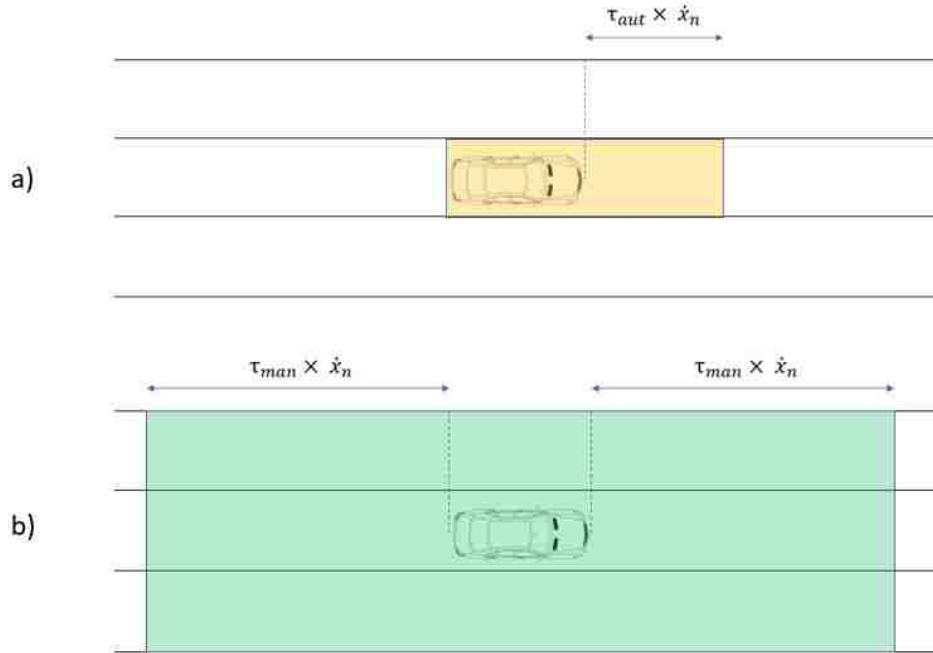 τ_aut × ẋ_n
a)
τ_man × ẋ_n τ_man × ẋ_n
b)